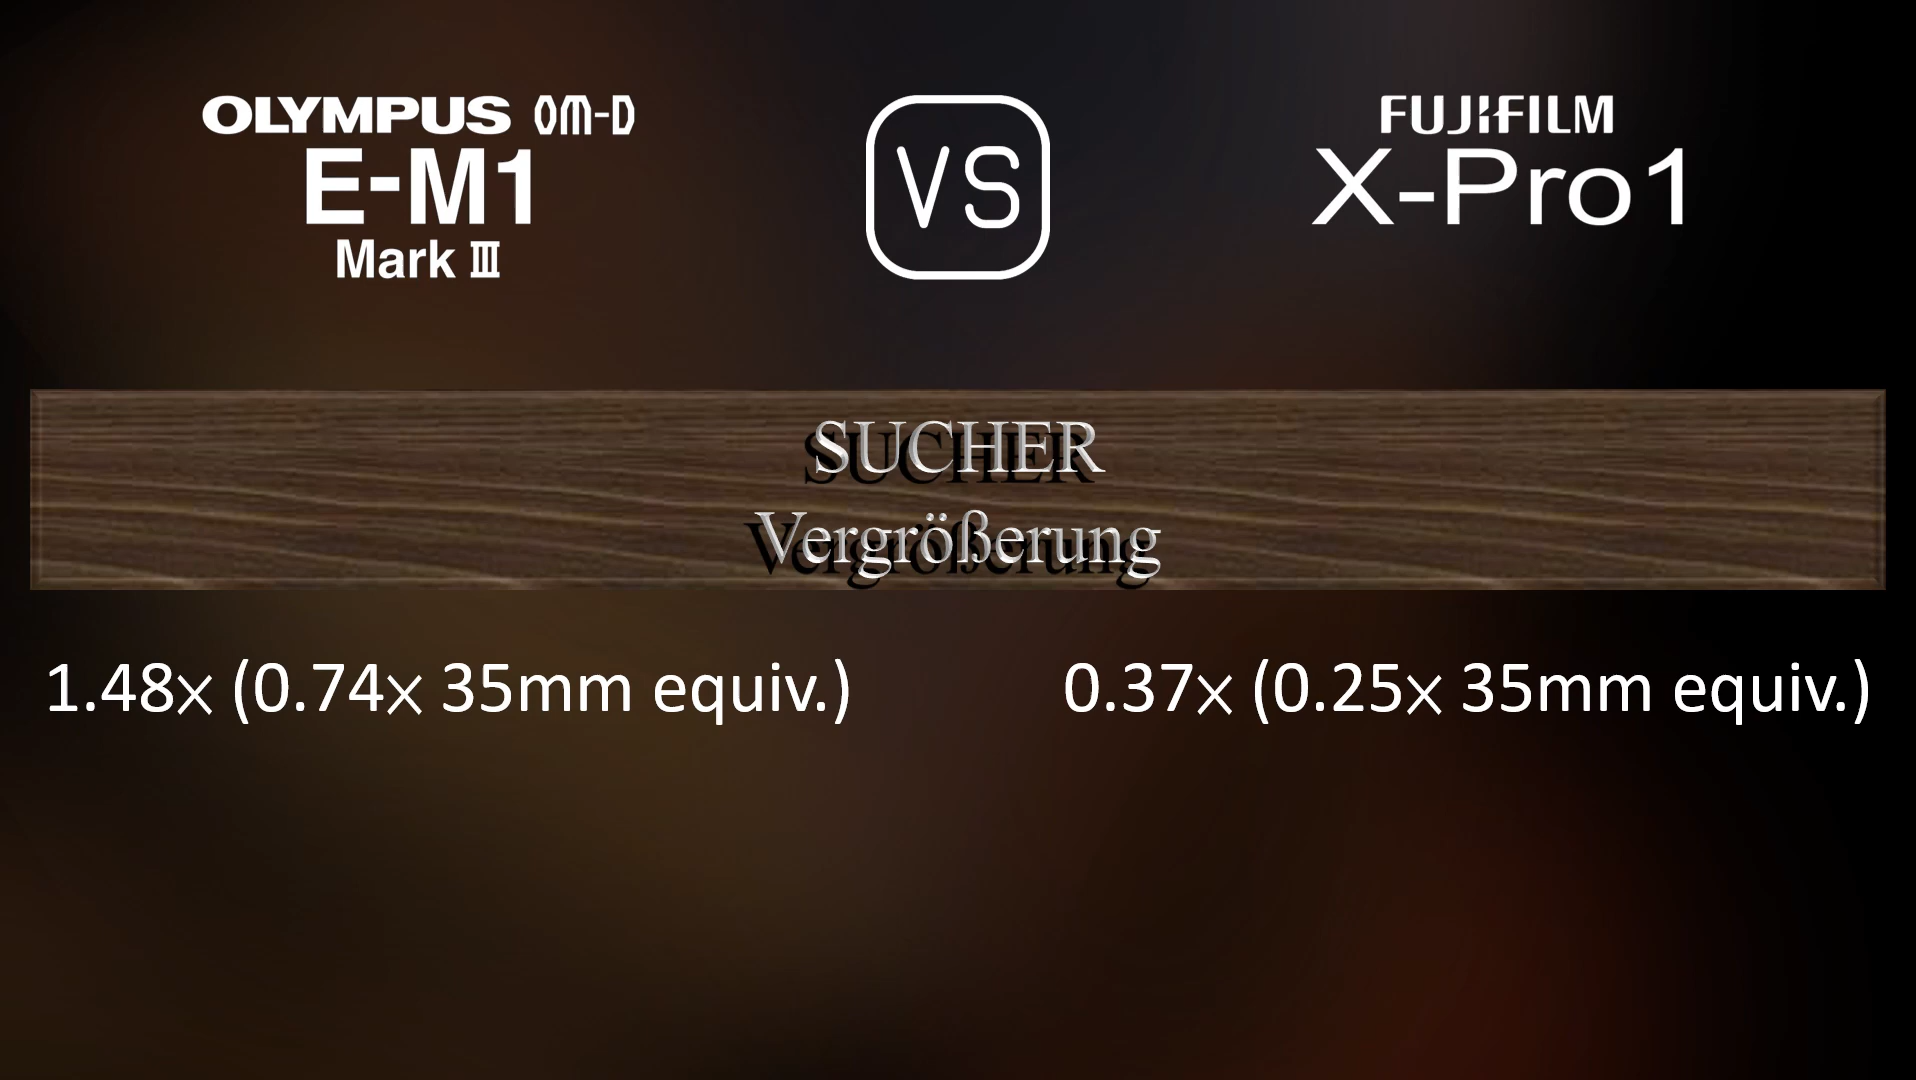 OLYMPUS OM-D
E-M1
Mark III
VS
FUJIFILM
X-Pro1
SUCHER
Vergrößerung
1.48x (0.74x 35mm equiv.)
0.37x (0.25x 35mm equiv.)